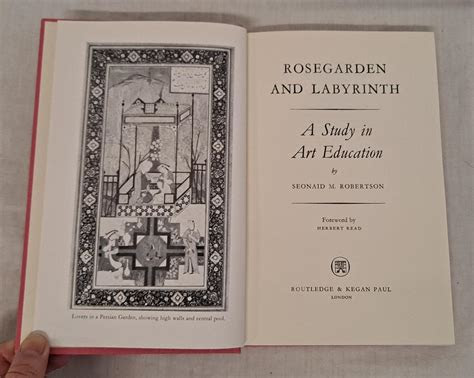 Lovers in a Persian Garden, showing high walls and central pool.
ROSEGARDEN
AND LABYRINTH
A Study in
Art Education
by
SEONAID M. ROBERTSON
Foreword by
HERBERT READ
ROUTLEDGE & KEGAN PAUL
LONDON